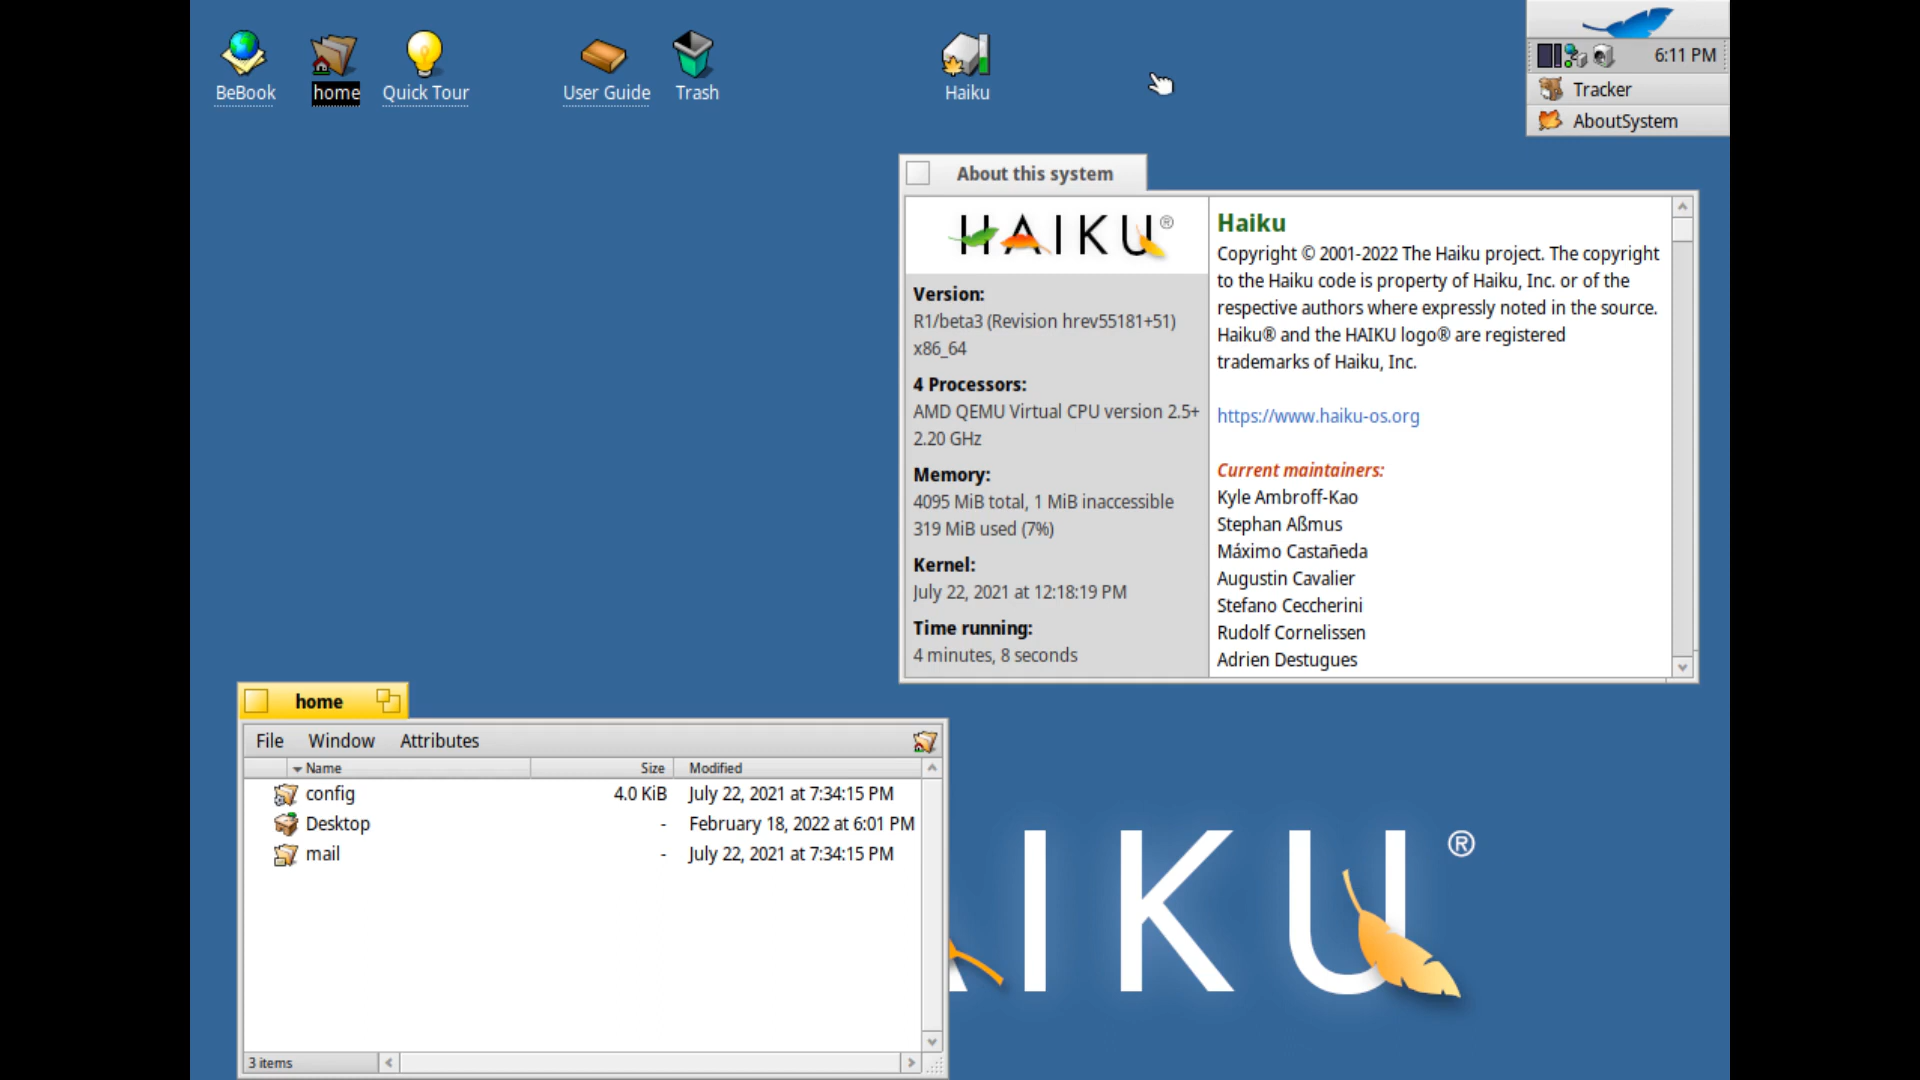 BeBook
home
Quick Tour
User Guide
Trash
Haiku
6:11 PM
Tracker
AboutSystem
About this system
HAIKU®
Version:
R1/beta3 (Revision hrev55181+51)
x86_64
4 Processors:
AMD QEMU Virtual CPU version 2.5+
2.20 GHz
Memory:
4095 MiB total, 1 MiB inaccessible
319 MiB used (7%)
Kernel:
July 22, 2021 at 12:18:19 PM
Time running:
4 minutes, 8 seconds
Haiku
Copyright © 2001-2022 The Haiku project. The copyright
to the Haiku code is property of Haiku, Inc. or of the
respective authors where expressly noted in the source.
Haiku® and the HAIKU logo® are registered
trademarks of Haiku, Inc.
https://www.haiku-os.org
Current maintainers:
Kyle Ambroff-Kao
Stephan Aßmus
Máximo Castañeda
Augustin Cavalier
Stefano Ceccherini
Rudolf Cornelissen
Adrien Destugues
home
File Window Attributes
Name Size Modified
config 4.0 KiB July 22, 2021 at 7:34:15 PM
Desktop - February 18, 2022 at 6:01 PM
mail - July 22, 2021 at 7:34:15 PM
3 items
AIKU®